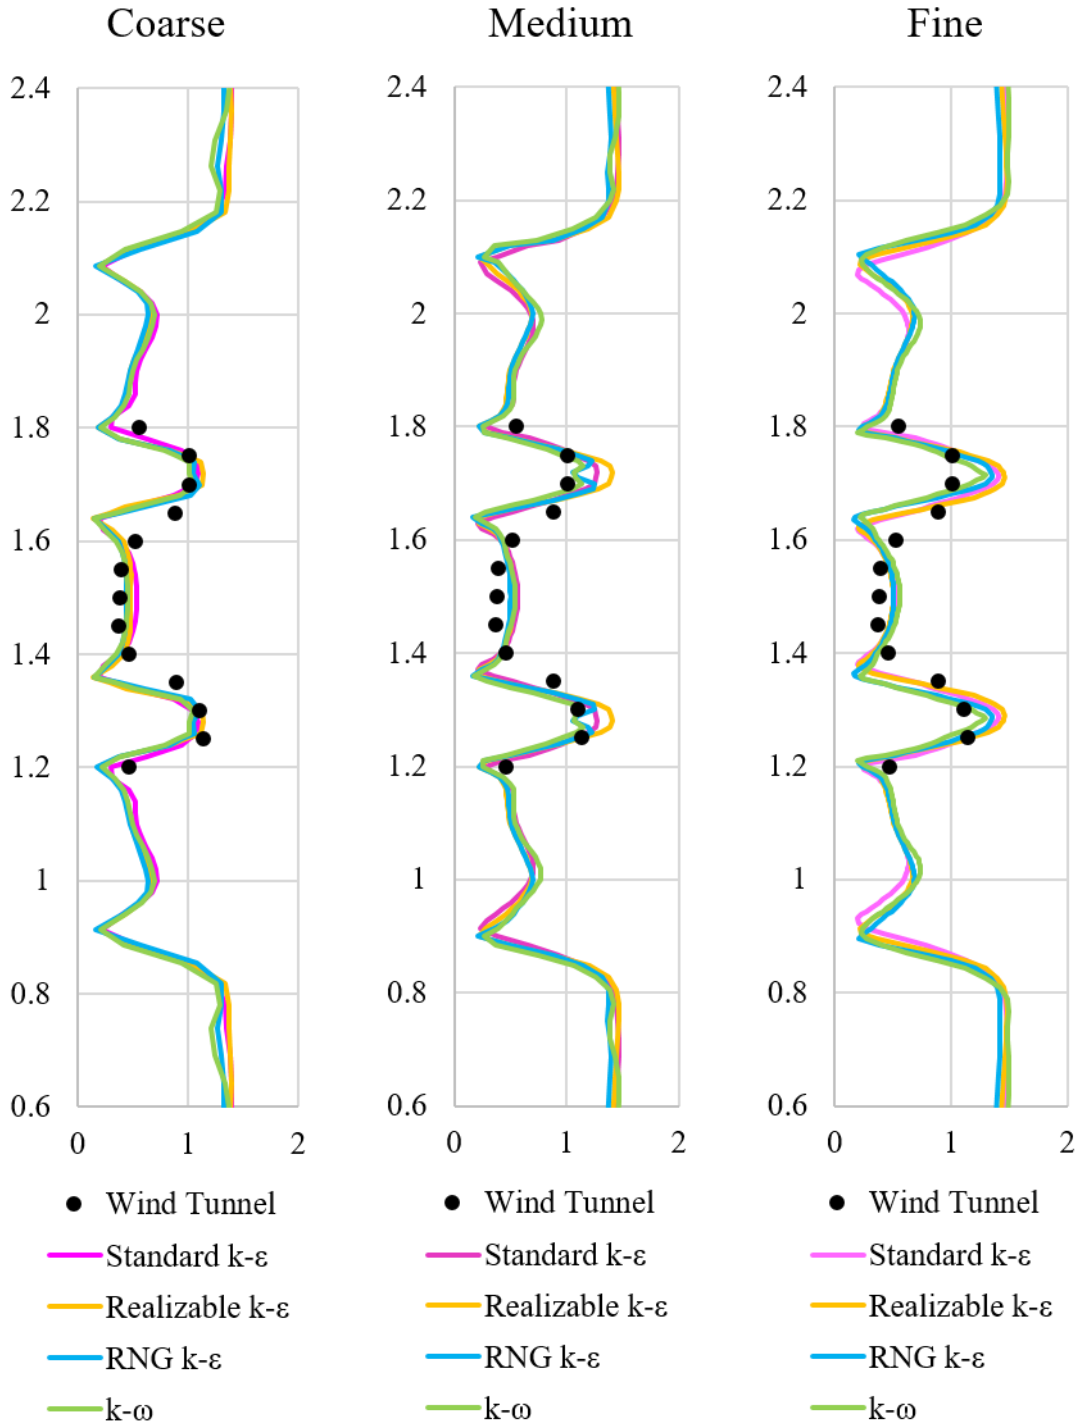 Coarse Medium Fine
2.4 2.4 2.4
2.2 2.2 2.2
2 2 2
1.8 1.8 1.8
1.6 1.6 1.6
1.4 1.4 1.4
1.2 1.2 1.2
1 1 1
0.8 0.8 0.8
0.6 0.6 0.6
0 1 2 0 1 2 0 1 2
Wind Tunnel Wind Tunnel Wind Tunnel
Standard k-ε Standard k-ε Standard k-ε
Realizable k-ε Realizable k-ε Realizable k-ε
RNG k-ε RNG k-ε RNG k-ε
k-ω k-ω k-ω